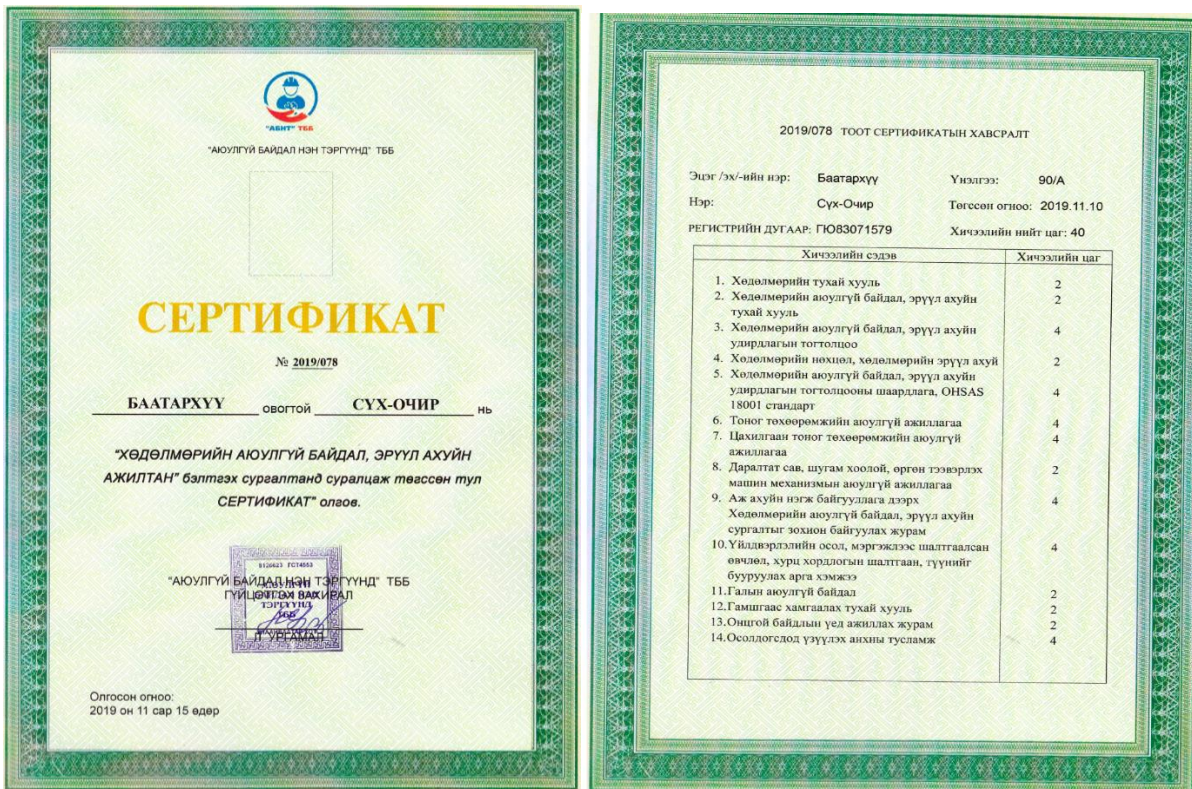 "АБНТ" ТББ
"АЮУЛГҮЙ БАЙДАЛ НЭН ТЭРГҮҮНД" ТББ
СЕРТИФИКАТ
№ 2019/078
БААТАРХҮҮ овогтой СҮХ-ОЧИР нь
"ХӨДӨЛМӨРИЙН АЮУЛГҮЙ БАЙДАЛ, ЭРҮҮЛ АХУЙН
АЖИЛТАН" бэлтгэх сургалтанд суралцаж төгссөн тул
СЕРТИФИКАТ" олгов.
"АЮУЛГҮЙ БАЙДАЛ НЭН ТЭРГҮҮНД" ТББ
ГҮЙЦЭТГЭХ ЗАХИРАЛ
Л. УРГАМАЛ
Олгосон огноо:
2019 он 11 сар 15 өдөр
2019/078 ТООТ СЕРТИФИКАТЫН ХАВСРАЛТ
Эцэг /эх/-ийн нэр: Баатархүү Үнэлгээ: 90/A
Нэр: Сүх-Очир Төгссөн огноо: 2019.11.10
РЕГИСТРИЙН ДУГААР: ГЮ83071579 Хичээлийн нийт цаг: 40
Хичээлийн сэдэв Хичээлийн цаг
1. Хөдөлмөрийн тухай хууль 2
2. Хөдөлмөрийн аюулгүй байдал, эрүүл ахуйн 2
тухай хууль
3. Хөдөлмөрийн аюулгүй байдал, эрүүл ахуйн 4
удирдлагын тогтолцоо
4. Хөдөлмөрийн нөхцөл, хөдөлмөрийн эрүүл ахуй 2
5. Хөдөлмөрийн аюулгүй байдал, эрүүл ахуйн
удирдлагын тогтолцооны шаардлага, OHSAS 4
18001 стандарт
6. Тоног төхөөрөмжийн аюулгүй ажиллагаа 4
7. Цахилгаан тоног төхөөрөмжийн аюулгүй 4
ажиллагаа
8. Даралтат сав, шугам хоолой, өргөн тээвэрлэх 2
машин механизмын аюулгүй ажиллагаа
9. Аж ахуйн нэгж байгууллага дээрх 4
Хөдөлмөрийн аюулгүй байдал, эрүүл ахуйн
сургалтыг зохион байгуулах журам
10. Үйлдвэрлэлийн осол, мэргэжлээс шалтгаалсан 4
өвчлөл, хурц хордлогын шалтгаан, түүнийг
бууруулах арга хэмжээ
11. Галын аюулгүй байдал 2
12. Гамшгаас хамгаалах тухай хууль 2
13. Онцгой байдлын үед ажиллах журам 2
14. Осолдогсдод үзүүлэх анхны тусламж 4